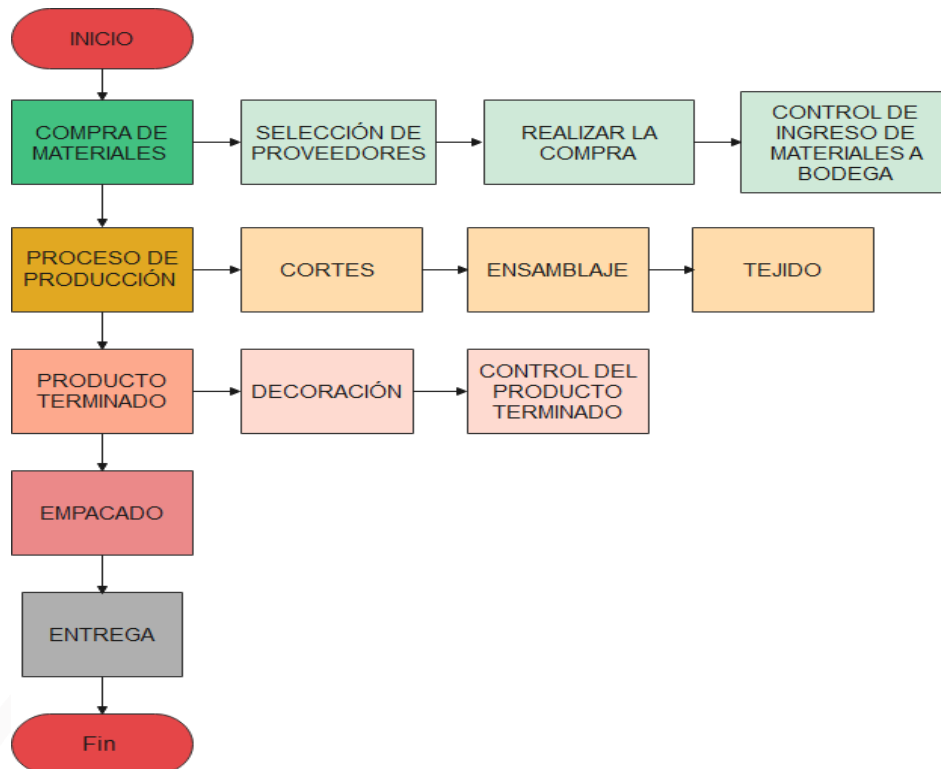 INICIO
COMPRA DE
MATERIALES
SELECCIÓN DE
PROVEEDORES
REALIZAR LA
COMPRA
CONTROL DE
INGRESO DE
MATERIALES A
BODEGA
PROCESO DE
PRODUCCIÓN
CORTES
ENSAMBLAJE
TEJIDO
PRODUCTO
TERMINADO
DECORACIÓN
CONTROL DEL
PRODUCTO
TERMINADO
EMPACADO
ENTREGA
Fin